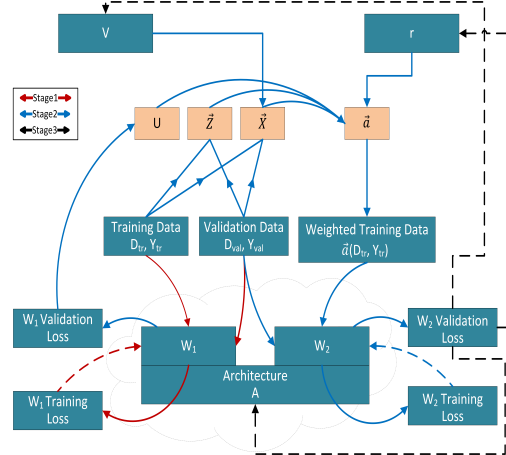 V
r
Stage1
Stage2
Stage3
U
Z⃗
X⃗
a⃗
Training Data
Dtr, Ytr
Validation Data
Dval, Yval
Weighted Training Data
a⃗(Dtr, Ytr)
W₁ Validation
Loss
W₁
W₂
W₂ Validation
Loss
Architecture
A
W₁ Training
Loss
W₂ Training
Loss